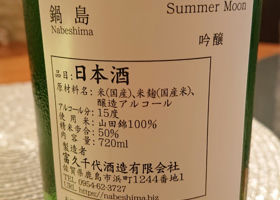 鍋島
Nabeshima
Summer Moon
吟醸
品目 日本酒
原材料名:米(国産)、米麹(国産米)、
醸造アルコール
アルコール分:15度
使用米:山田錦100%
精米歩合:50%
内容量:720ml
製造者
富久千代酒造有限会社
佐賀県鹿島市浜町1244番地1
TEL 0954-62-3727
URL https://nabeshima.biz